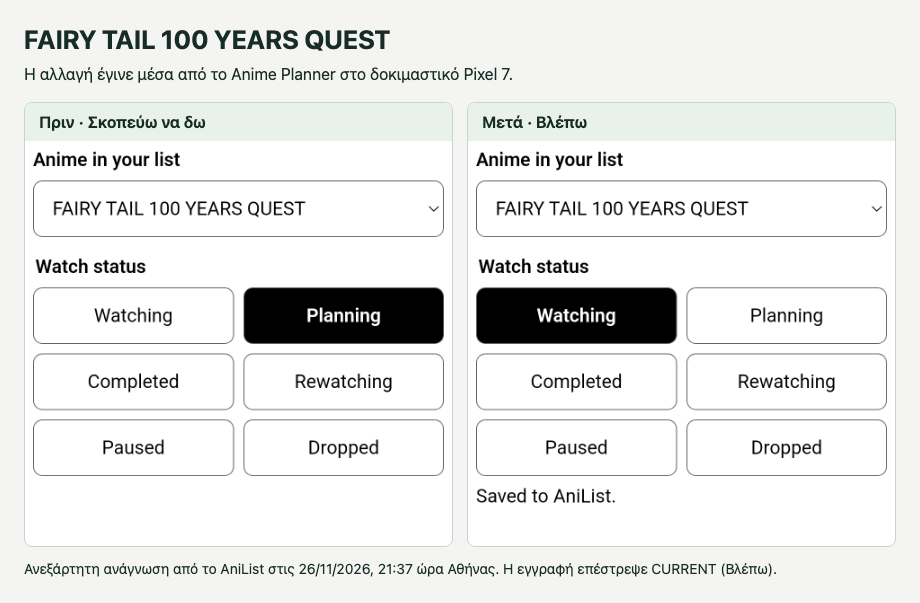 FAIRY TAIL 100 YEARS QUEST
Η αλλαγή έγινε μέσα από το Anime Planner στο δοκιμαστικό Pixel 7.
Πριν · Σκοπεύω να δω
Anime in your list
FAIRY TAIL 100 YEARS QUEST
Watch status
Watching
Planning
Completed
Rewatching
Paused
Dropped
Μετά · Βλέπω
Anime in your list
FAIRY TAIL 100 YEARS QUEST
Watch status
Watching
Planning
Completed
Rewatching
Paused
Dropped
Saved to AniList.
Ανεξάρτητη ανάγνωση από το AniList στις 26/11/2026, 21:37 ώρα Αθήνας. Η εγγραφή επέστρεψε CURRENT (Βλέπω).